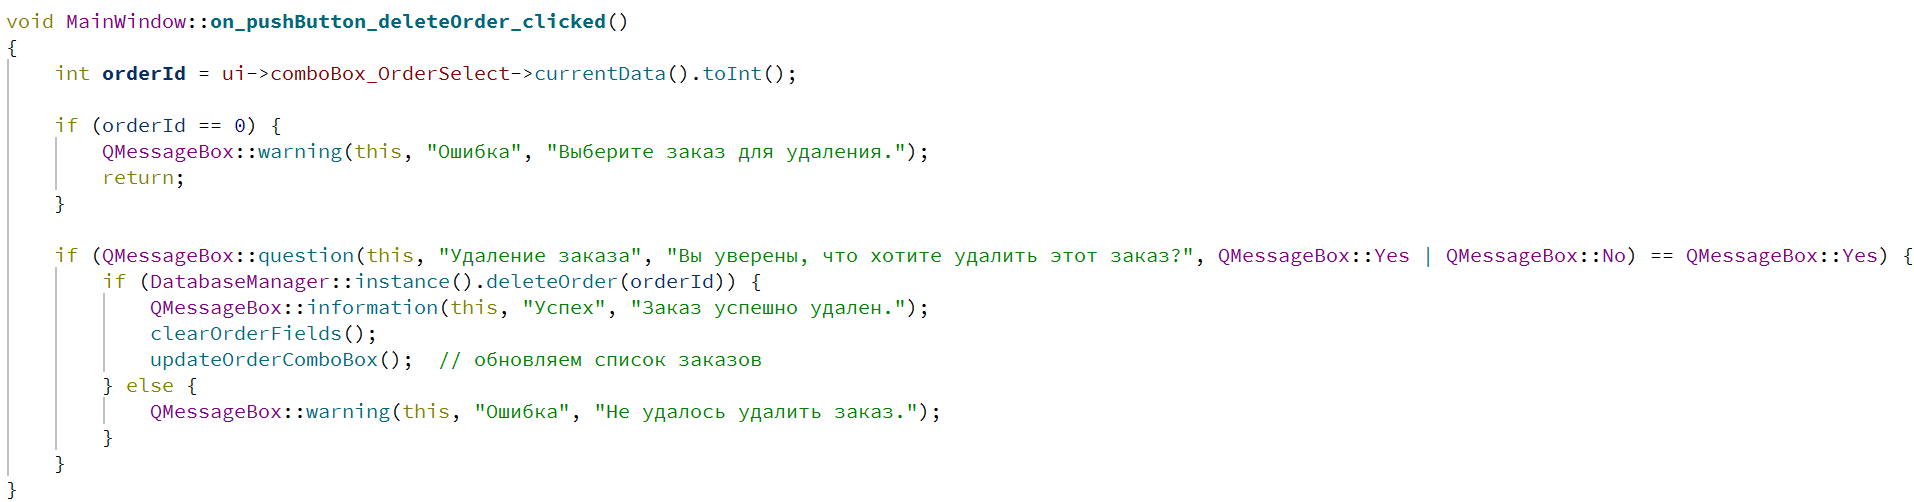 void MainWindow::on_pushButton_deleteOrder_clicked()
{
    int orderId = ui->comboBox_OrderSelect->currentData().toInt();

    if (orderId == 0) {
        QMessageBox::warning(this, "Ошибка", "Выберите заказ для удаления.");
        return;
    }

    if (QMessageBox::question(this, "Удаление заказа", "Вы уверены, что хотите удалить этот заказ?", QMessageBox::Yes | QMessageBox::No) == QMessageBox::Yes) {
        if (DatabaseManager::instance().deleteOrder(orderId)) {
            QMessageBox::information(this, "Успех", "Заказ успешно удален.");
            clearOrderFields();
            updateOrderComboBox();  // обновляем список заказов
        } else {
            QMessageBox::warning(this, "Ошибка", "Не удалось удалить заказ.");
        }
    }
}